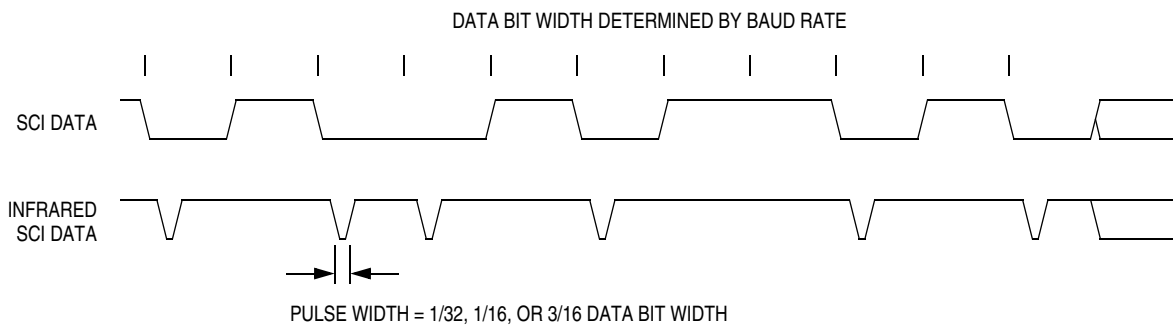 DATA BIT WIDTH DETERMINED BY BAUD RATE
SCI DATA
INFRARED
SCI DATA
PULSE WIDTH = 1/32, 1/16, OR 3/16 DATA BIT WIDTH